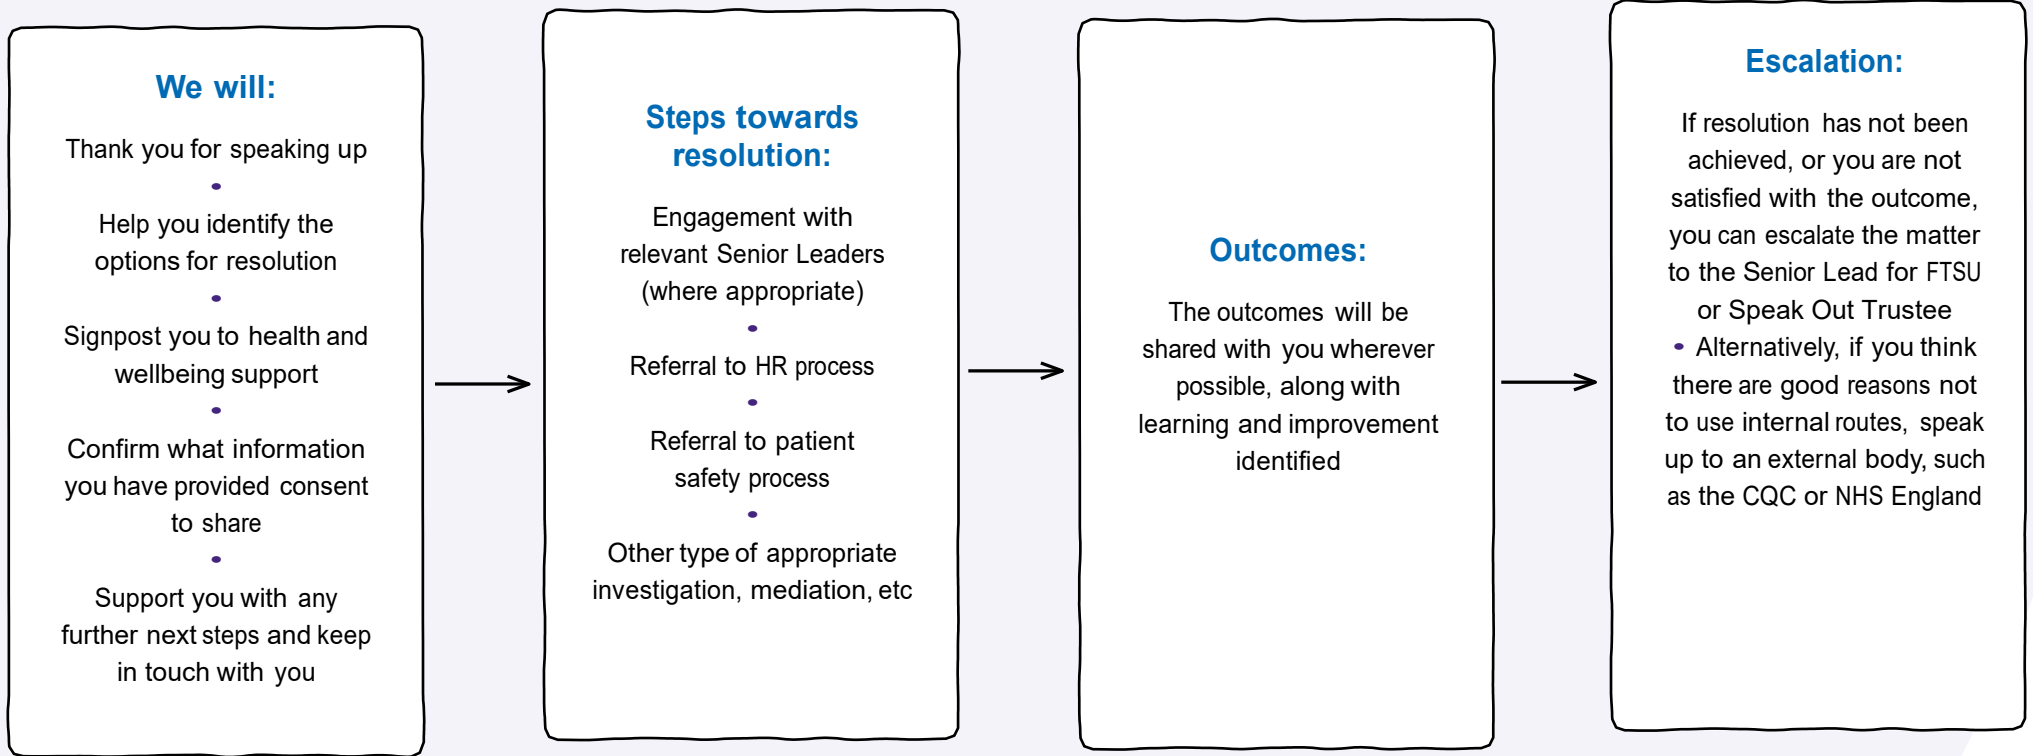 We will:
Thank you for speaking up
•
Help you identify the
options for resolution
•
Signpost you to health and
wellbeing support
•
Confirm what information
you have provided consent
to share
•
Support you with any
further next steps and keep
in touch with you
Steps towards
resolution:
Engagement with
relevant Senior Leaders
(where appropriate)
•
Referral to HR process
•
Referral to patient
safety process
•
Other type of appropriate
investigation, mediation, etc
Outcomes:
The outcomes will be
shared with you wherever
possible, along with
learning and improvement
identified
Escalation:
If resolution has not been
achieved, or you are not
satisfied with the outcome,
you can escalate the matter
to the Senior Lead for FTSU
or Speak Out Trustee
• Alternatively, if you think
there are good reasons not
to use internal routes, speak
up to an external body, such
as the CQC or NHS England